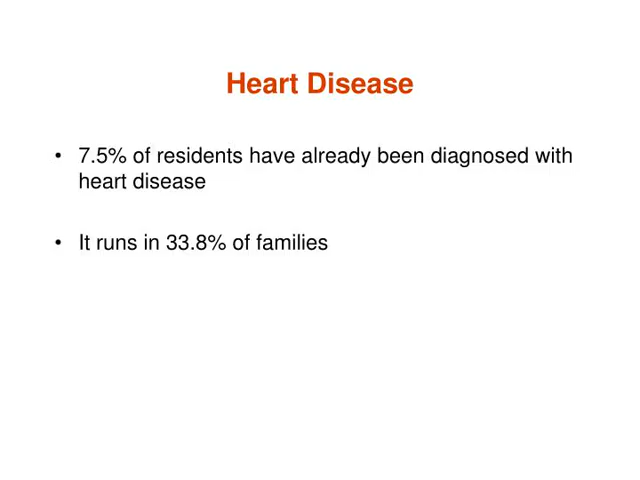 Heart Disease
• 7.5% of residents have already been diagnosed with
heart disease
• It runs in 33.8% of families